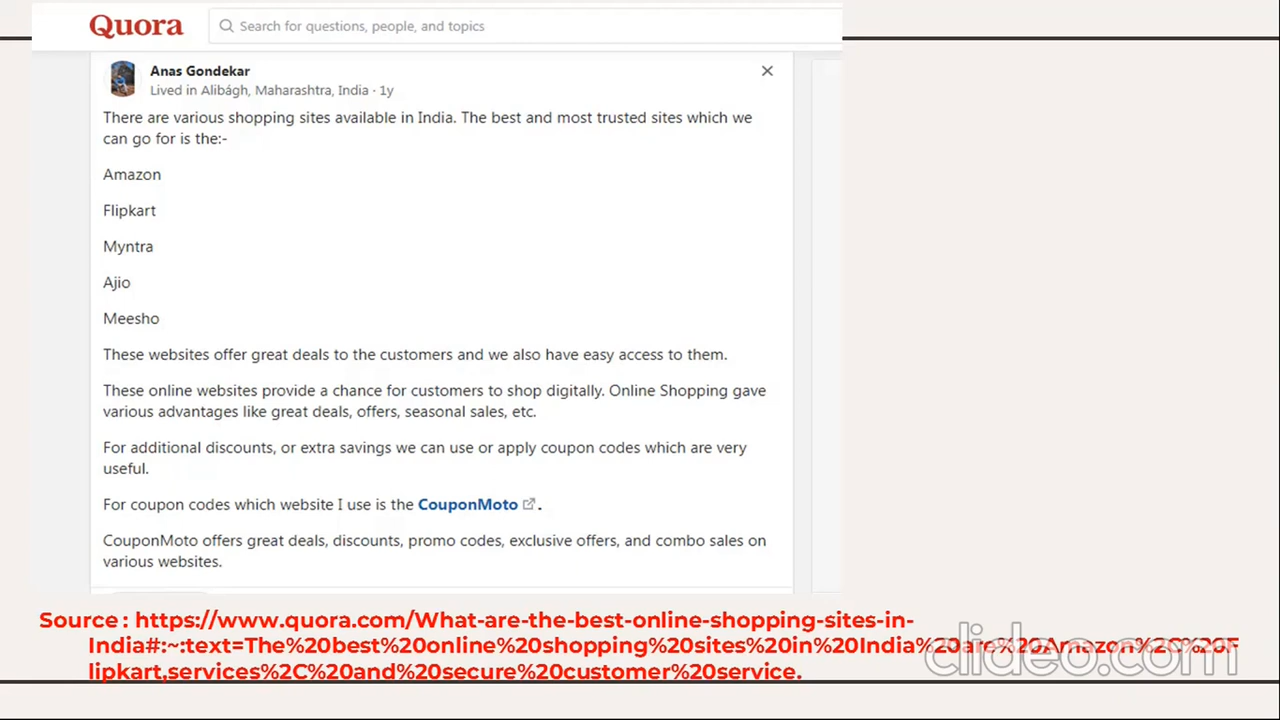 Quora
Search for questions, people, and topics
Anas Gondekar
Lived in Alibágh, Maharashtra, India · 1y
There are various shopping sites available in India. The best and most trusted sites which we
can go for is the:-
Amazon
Flipkart
Myntra
Ajio
Meesho
These websites offer great deals to the customers and we also have easy access to them.
These online websites provide a chance for customers to shop digitally. Online Shopping gave
various advantages like great deals, offers, seasonal sales, etc.
For additional discounts, or extra savings we can use or apply coupon codes which are very
useful.
For coupon codes which website I use is the CouponMoto .
CouponMoto offers great deals, discounts, promo codes, exclusive offers, and combo sales on
various websites.
Source : https://www.quora.com/What-are-the-best-online-shopping-sites-in-
India#:~:text=The%20best%20online%20shopping%20sites%20in%20India%20are%20Amazon%2C%20F
lipkart,services%2C%20and%20secure%20customer%20service.
clideo.com